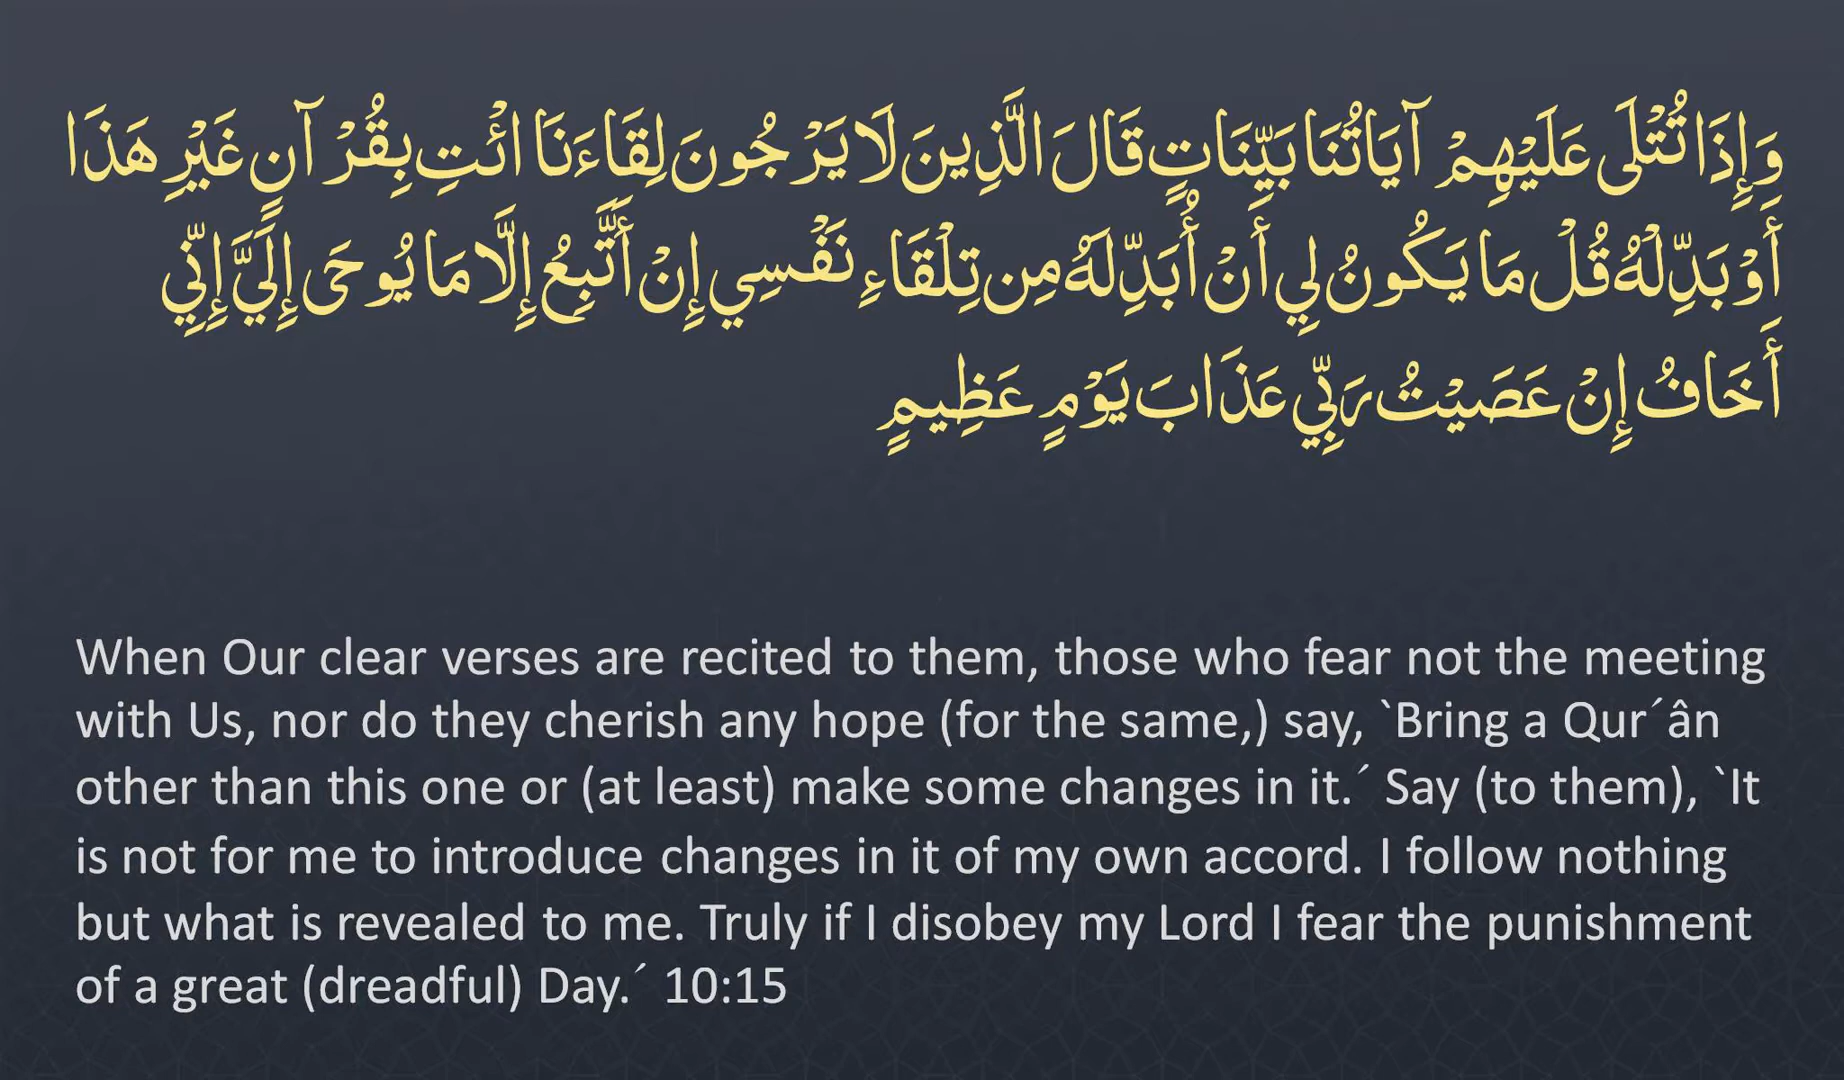 وَإِذَا تُتْلَى عَلَيْهِمْ آيَاتُنَا بَيِّنَاتٍ قَالَ الَّذِينَ لَا يَرْجُونَ لِقَاءَنَا ائْتِ بِقُرْآنٍ غَيْرِ هَذَا
أَوْ بَدِّلْهُ قُلْ مَا يَكُونُ لِي أَنْ أُبَدِّلَهُ مِن تِلْقَاءِ نَفْسِي إِنْ أَتَّبِعُ إِلَّا مَا يُوحَى إِلَيَّ إِنِّي
أَخَافُ إِنْ عَصَيْتُ رَبِّي عَذَابَ يَوْمٍ عَظِيمٍ
When Our clear verses are recited to them, those who fear not the meeting
with Us, nor do they cherish any hope (for the same,) say, `Bring a Qur´ân
other than this one or (at least) make some changes in it.´ Say (to them), `It
is not for me to introduce changes in it of my own accord. I follow nothing
but what is revealed to me. Truly if I disobey my Lord I fear the punishment
of a great (dreadful) Day.´ 10:15